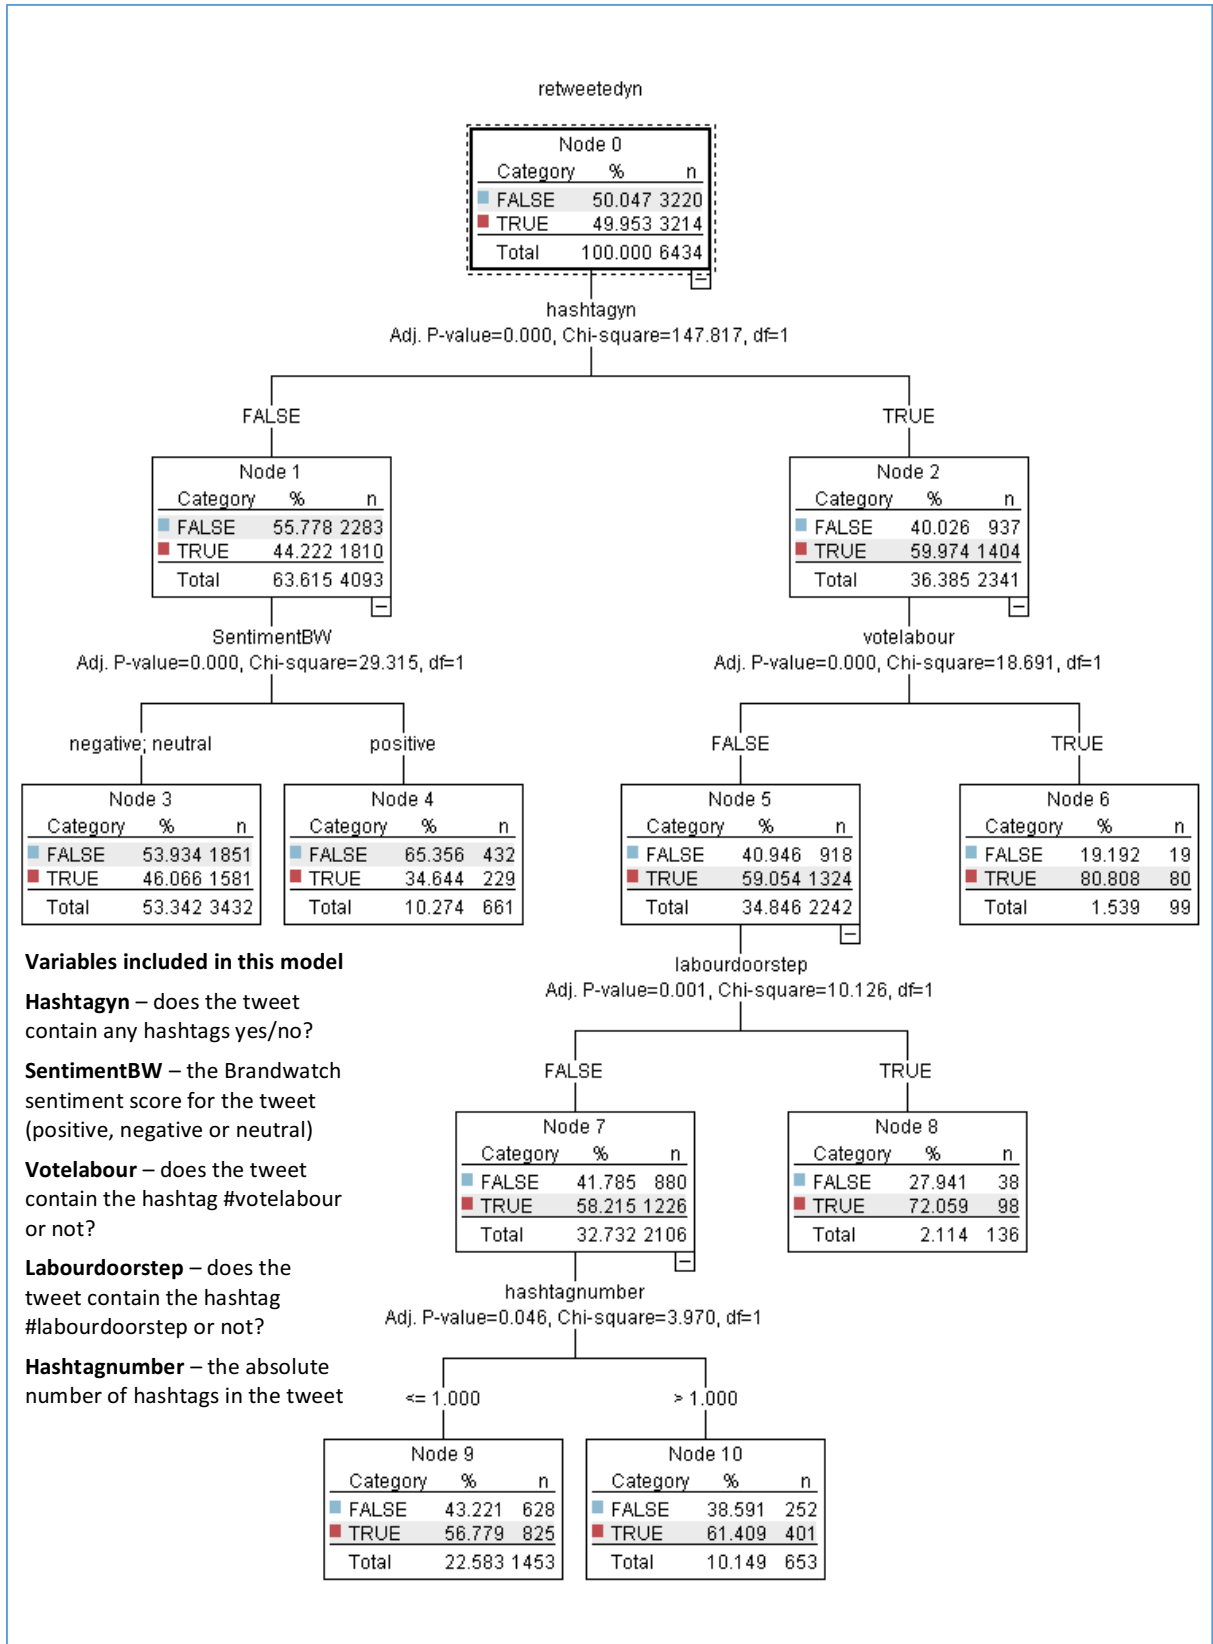 retweetedyn
Node 0
Category % n
FALSE 50.047 3220
TRUE 49.953 3214
Total 100.000 6434
hashtagyn
Adj. P-value=0.000, Chi-square=147.817, df=1
FALSE
TRUE
Node 1
Category % n
FALSE 55.778 2283
TRUE 44.222 1810
Total 63.615 4093
Node 2
Category % n
FALSE 40.026 937
TRUE 59.974 1404
Total 36.385 2341
SentimentBW
Adj. P-value=0.000, Chi-square=29.315, df=1
votelabour
Adj. P-value=0.000, Chi-square=18.691, df=1
negative; neutral
positive
FALSE
TRUE
Node 3
Category % n
FALSE 53.934 1851
TRUE 46.066 1581
Total 53.342 3432
Node 4
Category % n
FALSE 65.356 432
TRUE 34.644 229
Total 10.274 661
Node 5
Category % n
FALSE 40.946 918
TRUE 59.054 1324
Total 34.846 2242
Node 6
Category % n
FALSE 19.192 19
TRUE 80.808 80
Total 1.539 99
labourdoorstep
Adj. P-value=0.001, Chi-square=10.126, df=1
FALSE
TRUE
Node 7
Category % n
FALSE 41.785 880
TRUE 58.215 1226
Total 32.732 2106
Node 8
Category % n
FALSE 27.941 38
TRUE 72.059 98
Total 2.114 136
hashtagnumber
Adj. P-value=0.046, Chi-square=3.970, df=1
<= 1.000
> 1.000
Node 9
Category % n
FALSE 43.221 628
TRUE 56.779 825
Total 22.583 1453
Node 10
Category % n
FALSE 38.591 252
TRUE 61.409 401
Total 10.149 653
Variables included in this model
Hashtagyn – does the tweet
contain any hashtags yes/no?
SentimentBW – the Brandwatch
sentiment score for the tweet
(positive, negative or neutral)
Votelabour – does the tweet
contain the hashtag #votelabour
or not?
Labourdoorstep – does the
tweet contain the hashtag
#labourdoorstep or not?
Hashtagnumber – the absolute
number of hashtags in the tweet